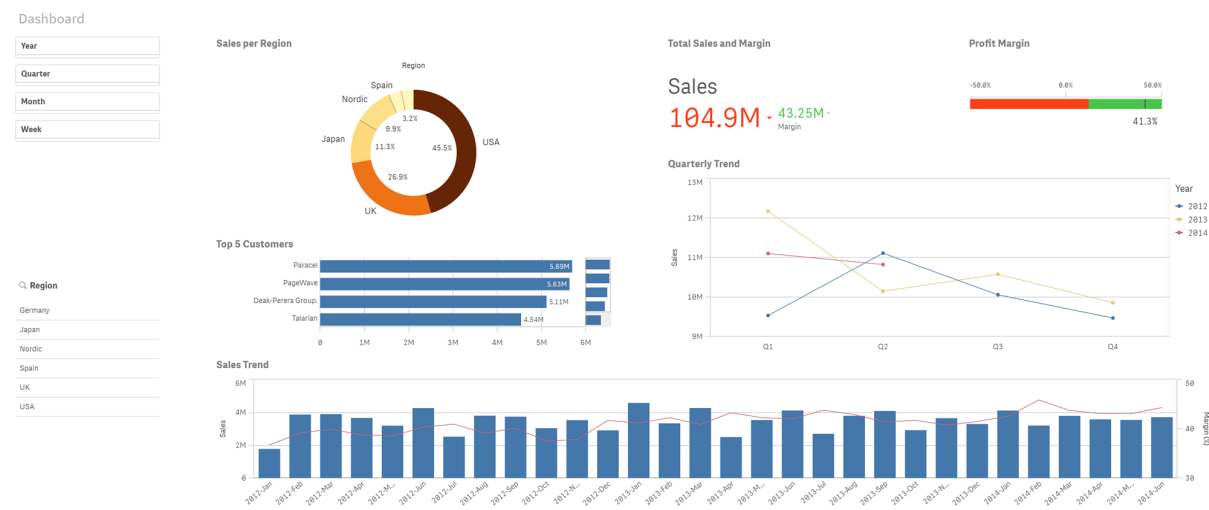 Dashboard
Year
Quarter
Month
Week
Region
Germany
Japan
Nordic
Spain
UK
USA
Sales per Region
Region
Spain
Nordic
Japan
UK
USA
3.2%
9.9%
11.3%
26.9%
45.5%
Top 5 Customers
Paracel 5.69M
PageWave 5.63M
Deak-Perera Group. 5.11M
Talarian 4.54M
0 1M 2M 3M 4M 5M 6M
Total Sales and Margin
Sales
104.9M 43.25M
Margin
Profit Margin
-50.0% 0.0% 50.0%
41.3%
Quarterly Trend
Sales
13M
12M
11M
10M
9M
Q1 Q2 Q3 Q4
Year
2012
2013
2014
Sales Trend
Sales
6M
4M
2M
0
50
40
30
Margin (%)
2012-Jan 2012-Feb 2012-Mar 2012-Apr 2012-M... 2012-Jun 2012-Jul 2012-Aug 2012-Sep 2012-Oct 2012-N... 2012-Dec 2013-Jan 2013-Feb 2013-Mar 2013-Apr 2013-M... 2013-Jun 2013-Jul 2013-Aug 2013-Sep 2013-Oct 2013-N... 2013-Dec 2014-Jan 2014-Feb 2014-Mar 2014-Apr 2014-M... 2014-Jun